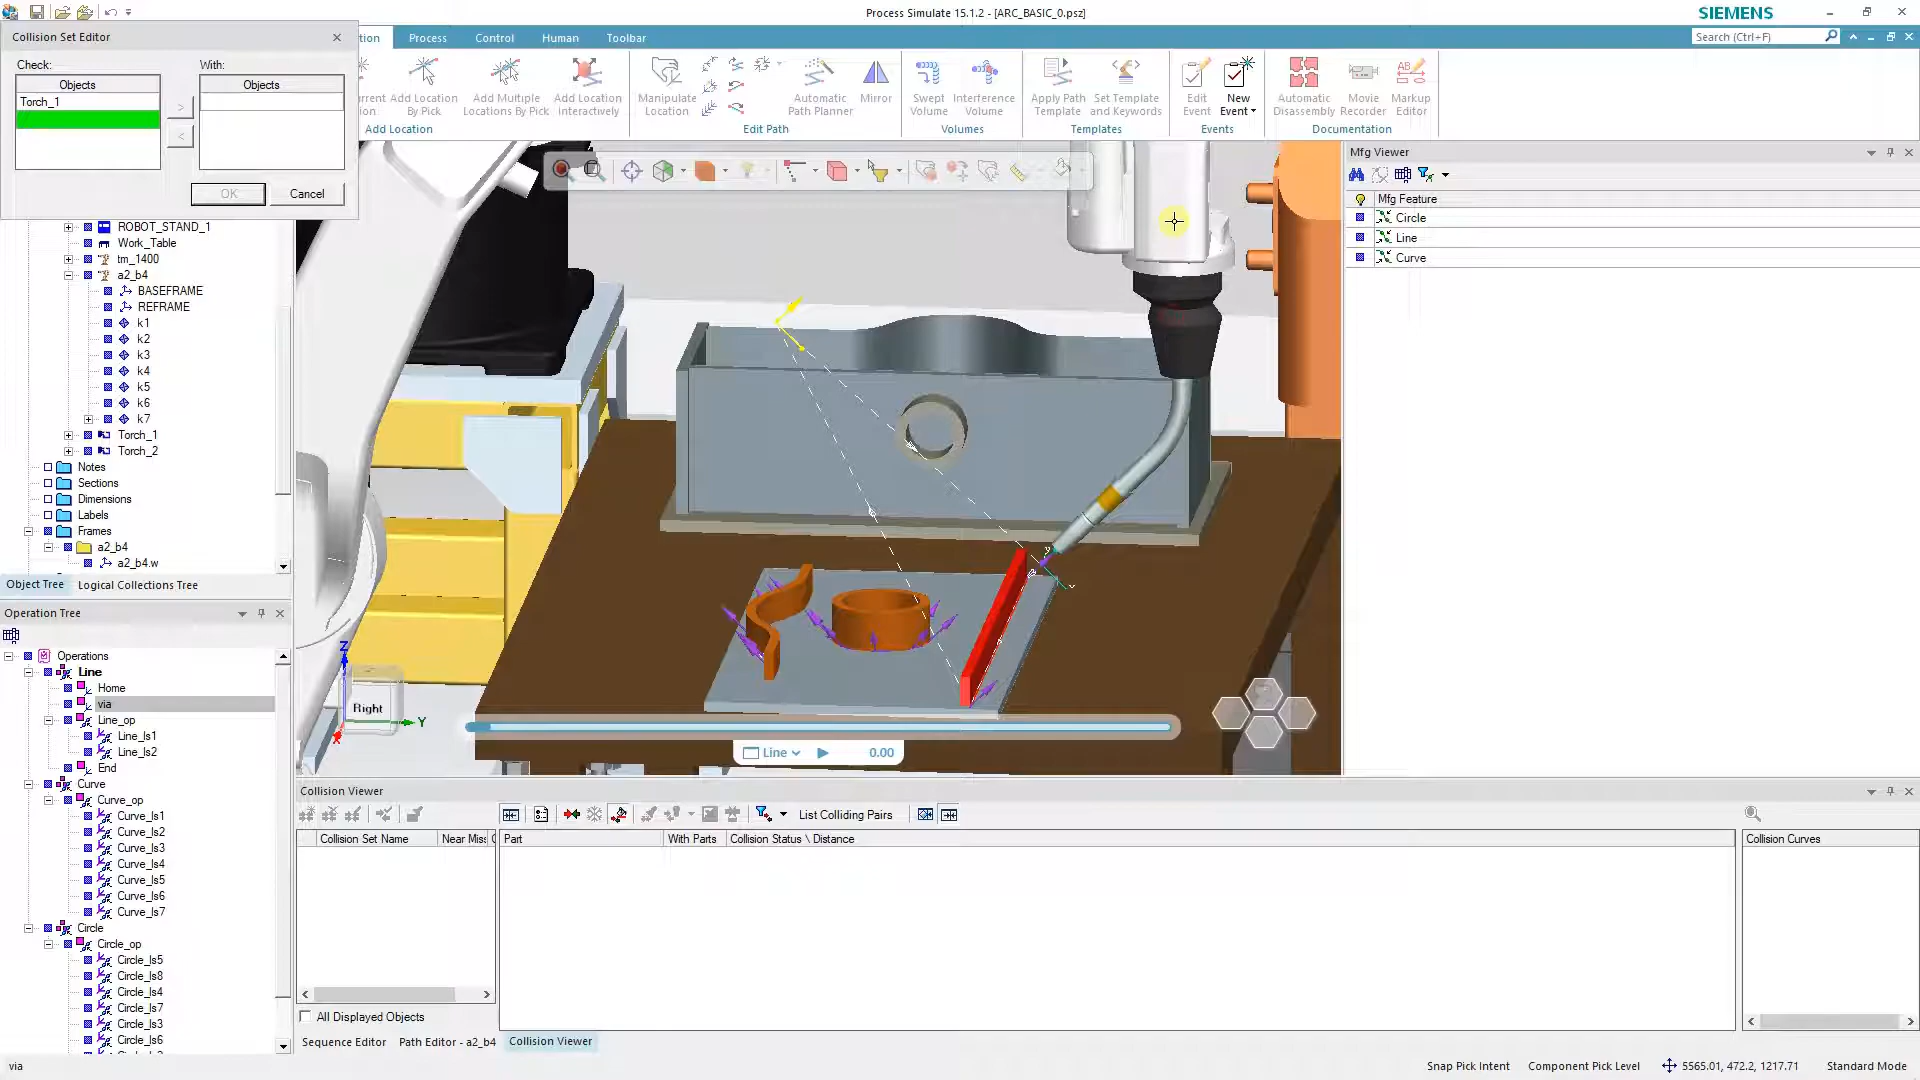 Process Simulate 15.1.2 - [ARC_BASIC_0.psz]
SIEMENS
Collision Set Editor
tion
Process
Control
Human
Toolbar
Search (Ctrl+F)
Check:
With:
Objects
Objects
Torch_1
>
<
OK
Cancel
Add Location By Pick
Add Multiple Locations By Pick
Add Location Interactively
Add Location
Manipulate Location
Automatic Path Planner
Mirror
Edit Path
Swept Volume
Interference Volume
Volumes
Apply Path Template
Set Template and Keywords
Templates
Edit Event
New Event
Events
Automatic Disassembly
Movie Recorder
Markup Editor
Documentation
Mfg Viewer
Mfg Feature
Circle
Line
Curve
ROBOT_STAND_1
Work_Table
tm_1400
a2_b4
BASEFRAME
REFRAME
k1
k2
k3
k4
k5
k6
k7
Torch_1
Torch_2
Notes
Sections
Dimensions
Labels
Frames
a2_b4
a2_b4.w
Object Tree
Logical Collections Tree
Operation Tree
Operations
Line
Home
via
Line_op
Line_ls1
Line_ls2
End
Curve
Curve_op
Curve_ls1
Curve_ls2
Curve_ls3
Curve_ls4
Curve_ls5
Curve_ls6
Curve_ls7
Circle
Circle_op
Circle_ls5
Circle_ls8
Circle_ls4
Circle_ls7
Circle_ls3
Circle_ls6
Z
Right
Y
X
Line
0.00
Collision Viewer
List Colliding Pairs
Collision Set Name
Near Miss
Part
With Parts
Collision Status \ Distance
Collision Curves
All Displayed Objects
Sequence Editor
Path Editor - a2_b4
Collision Viewer
via
Snap Pick Intent
Component Pick Level
5565.01, 472.2, 1217.71
Standard Mode